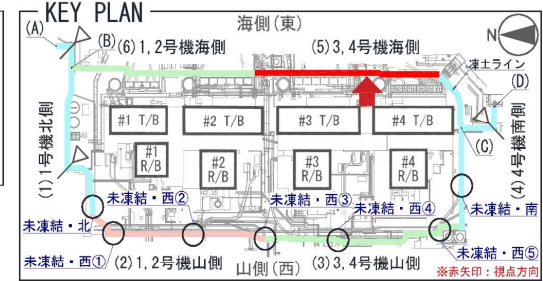 KEY PLAN
海側(東)
N
(A)
(B)
(6)1,2号機海側
(5)3,4号機海側
凍土ライン
(D)
#1 T/B
#2 T/B
#3 T/B
#4 T/B
(C)
(1)1号機北側
(4)4号機南側
#1
R/B
#2
R/B
#3
R/B
#4
R/B
未凍結・西②
未凍結・西③
未凍結・西④
未凍結・南
未凍結・北
未凍結・西①
(2)1,2号機山側
山側(西)
(3)3,4号機山側
未凍結・西⑤
※赤矢印:視点方向